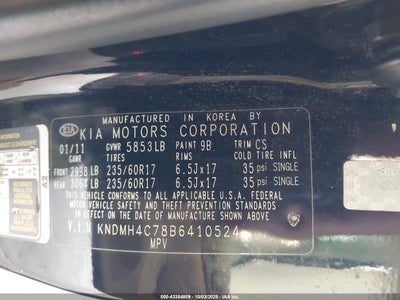 MANUFACTURED IN KOREA BY
KIA KIA MOTORS CORPORATION
01/11 GVWR 5853LB PAINT 9B TRIM CS
TIRES RIMS COLD TIRE INFL
FRONT 2998LB 235/60R17 6.5Jx17 35 psi SINGLE
REAR 3064LB 235/60R17 6.5Jx17 35 psi SINGLE
THIS VEHICLE CONFORMS TO ALL APPLICABLE U.S.A. FEDERAL
MOTOR VEHICLE SAFETY AND THEFT PREVENTION STANDARDS
IN EFFECT ON THE DATE OF MANUFACTURE SHOWN ABOVE.
V.I.N KNDMH4C78B6410524
MPV
000-43354009 - 10/03/2025 - IAA Inc.